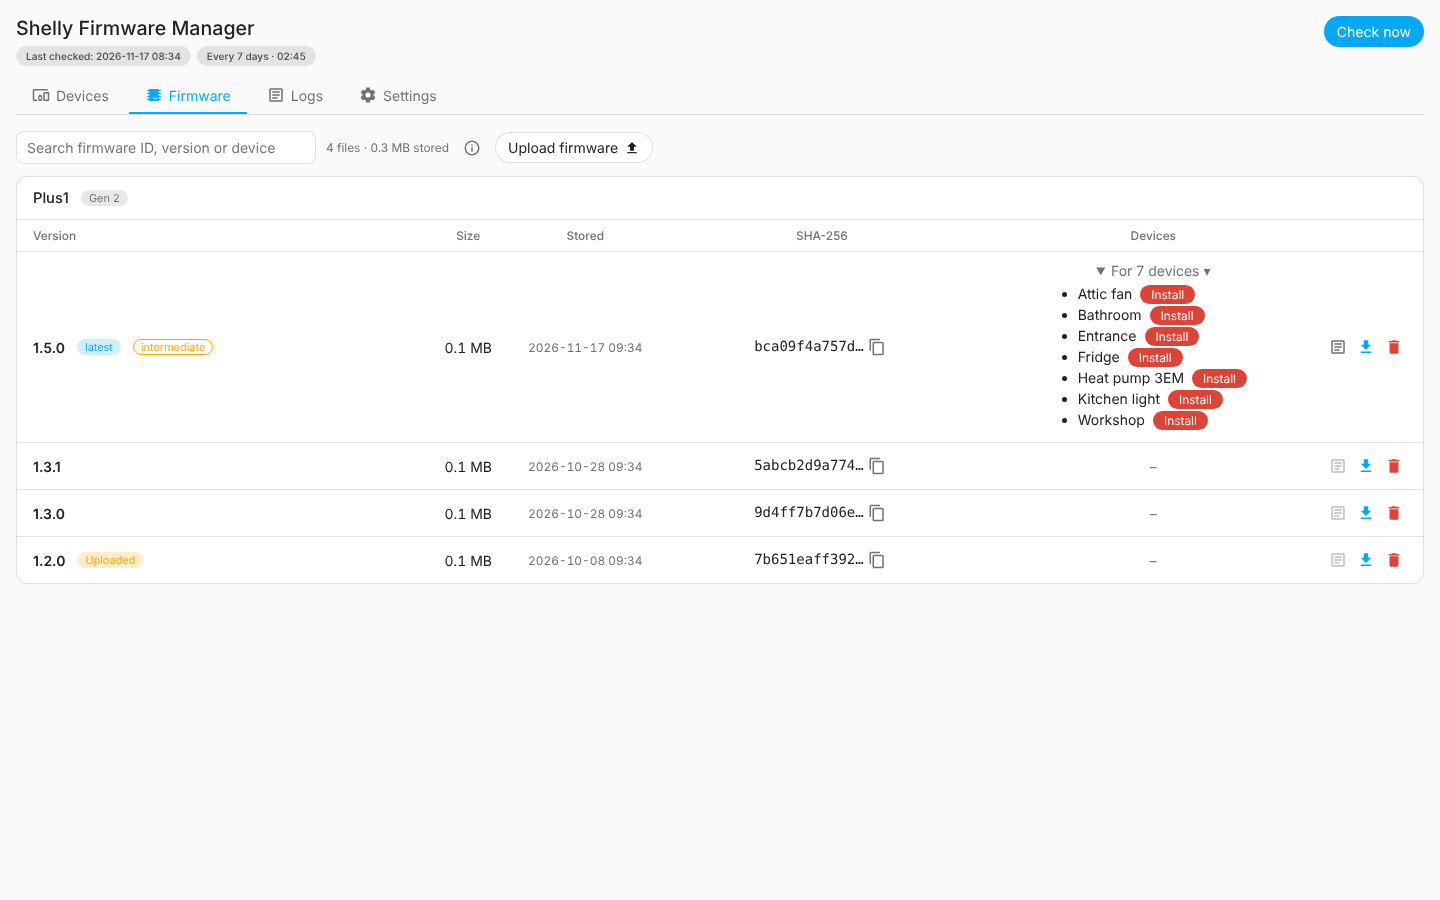 Shelly Firmware Manager
Check now
Last checked: 2026-11-17 08:34 Every 7 days · 02:45
Devices Firmware Logs Settings
Search firmware ID, version or device 4 files · 0.3 MB stored Upload firmware
Plus1 Gen 2
Version Size Stored SHA-256 Devices
▼ For 7 devices ▾
Attic fan Install
Bathroom Install
Entrance Install
1.5.0 latest intermediate 0.1 MB 2026-11-17 09:34 bca09f4a757d…
Fridge Install
Heat pump 3EM Install
Kitchen light Install
Workshop Install
1.3.1 0.1 MB 2026-10-28 09:34 5abcb2d9a774… –
1.3.0 0.1 MB 2026-10-28 09:34 9d4ff7b7d06e… –
1.2.0 Uploaded 0.1 MB 2026-10-08 09:34 7b651eaff392… –